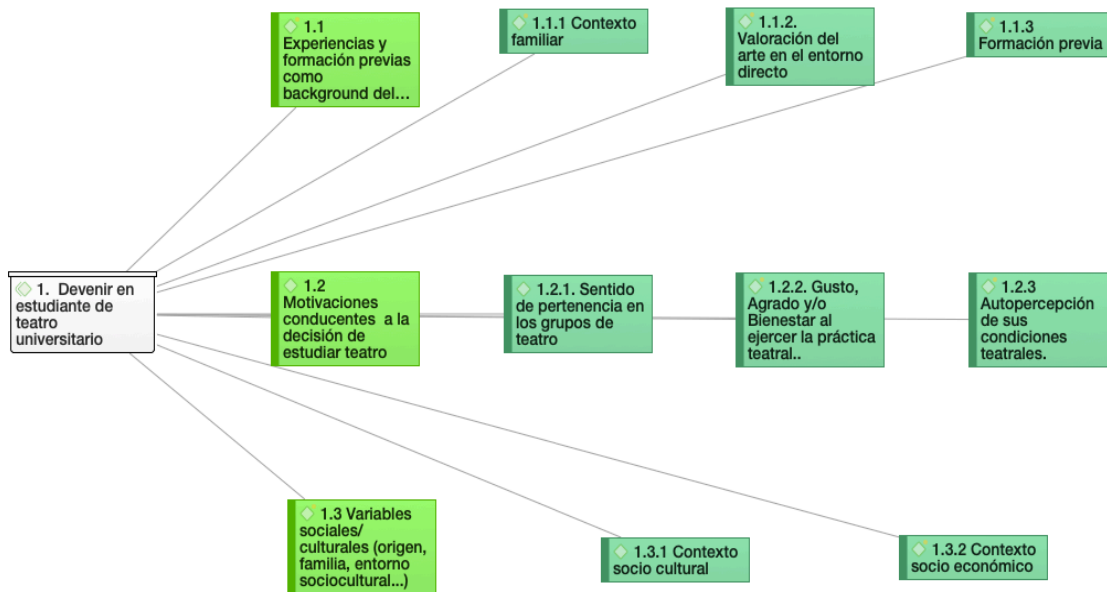 1.1
Experiencias y
formación previas
como
background del...
1.1.1 Contexto
familiar
1.1.2.
Valoración del
arte en el entorno
directo
1.1.3
Formación previa
1. Devenir en
estudiante de
teatro
universitario
1.2
Motivaciones
conducentes a la
decisión de
estudiar teatro
1.2.1. Sentido
de pertenencia en
los grupos de
teatro
1.2.2. Gusto,
Agrado y/o
Bienestar al
ejercer la práctica
teatral..
1.2.3
Autopercepción
de sus
condiciones
teatrales.
1.3 Variables
sociales/
culturales (origen,
familia, entorno
sociocultural...)
1.3.1 Contexto
socio cultural
1.3.2 Contexto
socio económico